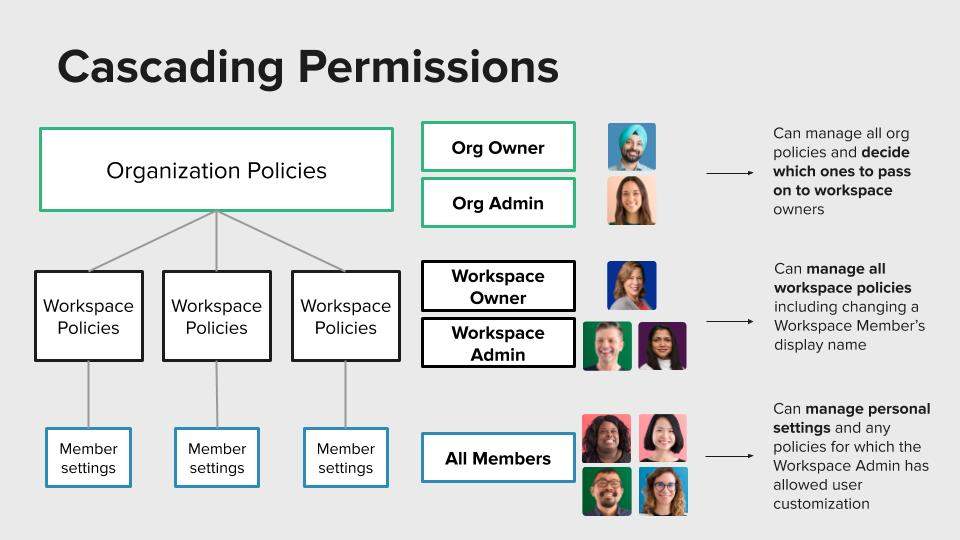 Cascading Permissions
Organization Policies
Org Owner
Org Admin
Can manage all org
policies and decide
which ones to pass
on to workspace
owners
Workspace
Policies
Workspace
Policies
Workspace
Policies
Workspace
Owner
Workspace
Admin
Can manage all
workspace policies
including changing a
Workspace Member’s
display name
Member
settings
Member
settings
Member
settings
All Members
Can manage personal
settings and any
policies for which the
Workspace Admin has
allowed user
customization